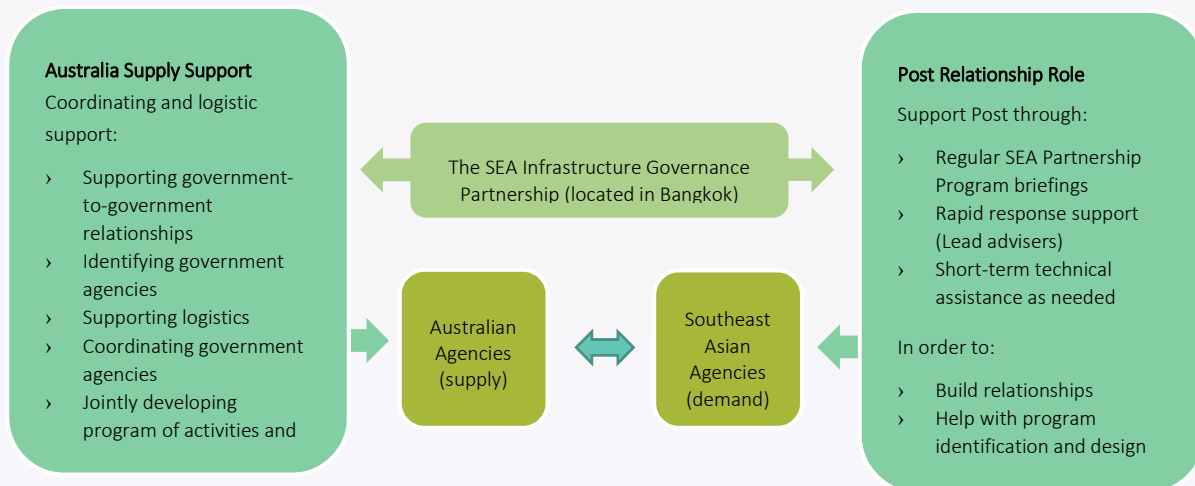 Australia Supply Support
Coordinating and logistic
support:
› Supporting government-
to-government
relationships
› Identifying government
agencies
› Supporting logistics
› Coordinating government
agencies
› Jointly developing
program of activities and
The SEA Infrastructure Governance
Partnership (located in Bangkok)
Australian
Agencies
(supply)
Southeast
Asian
Agencies
(demand)
Post Relationship Role
Support Post through:
› Regular SEA Partnership
Program briefings
› Rapid response support
(Lead advisers)
› Short-term technical
assistance as needed
In order to:
› Build relationships
› Help with program
identification and design